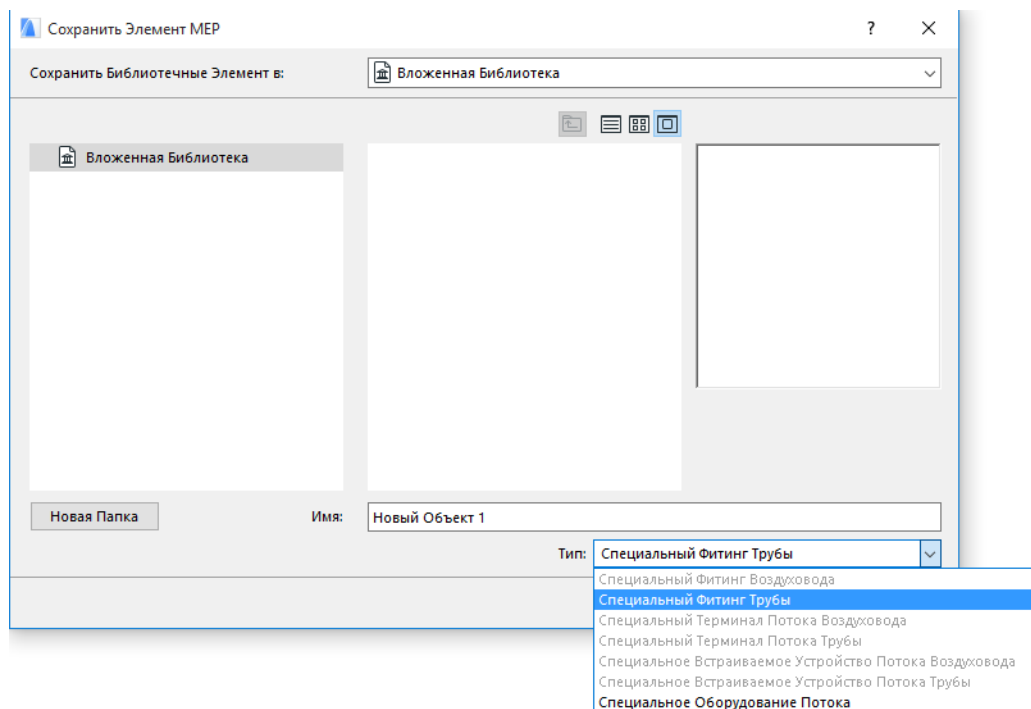 Сохранить Элемент MEP
?
Сохранить Библиотечные Элемент в:
Вложенная Библиотека
Вложенная Библиотека
Новая Папка
Имя:
Новый Объект 1
Тип:
Специальный Фитинг Трубы
Специальный Фитинг Воздуховода
Специальный Фитинг Трубы
Специальный Терминал Потока Воздуховода
Специальный Терминал Потока Трубы
Специальное Встраиваемое Устройство Потока Воздуховода
Специальное Встраиваемое Устройство Потока Трубы
Специальное Оборудование Потока